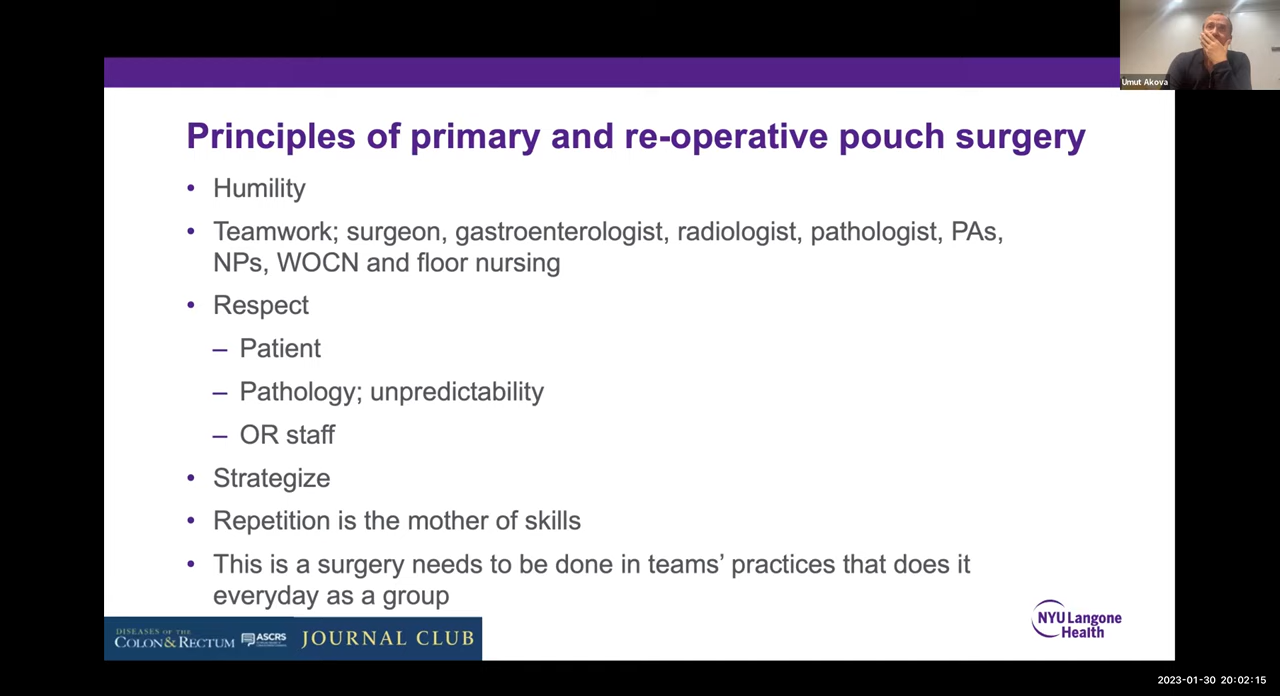 Umut Akova
Principles of primary and re-operative pouch surgery
• Humility
• Teamwork; surgeon, gastroenterologist, radiologist, pathologist, PAs,
NPs, WOCN and floor nursing
• Respect
– Patient
– Pathology; unpredictability
– OR staff
• Strategize
• Repetition is the mother of skills
• This is a surgery needs to be done in teams’ practices that does it
everyday as a group
DISEASES OF THE
COLON & RECTUM
ASCRS
JOURNAL CLUB
NYU Langone
Health
2023-01-30 20:02:15